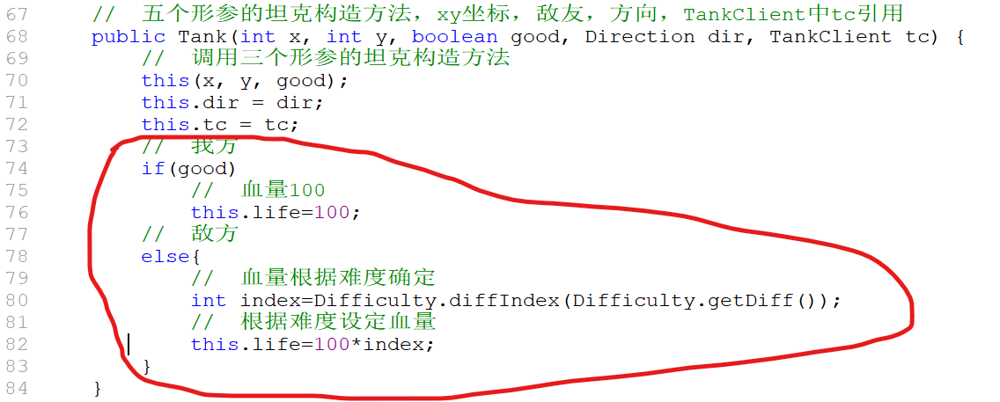 67 // 五个形参的坦克构造方法，xy坐标，敌友，方向，TankClient中tc引用
68 public Tank(int x, int y, boolean good, Direction dir, TankClient tc) {
69 // 调用三个形参的坦克构造方法
70 this(x, y, good);
71 this.dir = dir;
72 this.tc = tc;
73 // 我方
74 if(good)
75 // 血量100
76 this.life=100;
77 // 敌方
78 else{
79 // 血量根据难度确定
80 int index=Difficulty.diffIndex(Difficulty.getDiff());
81 // 根据难度设定血量
82 this.life=100*index;
83 }
84 }